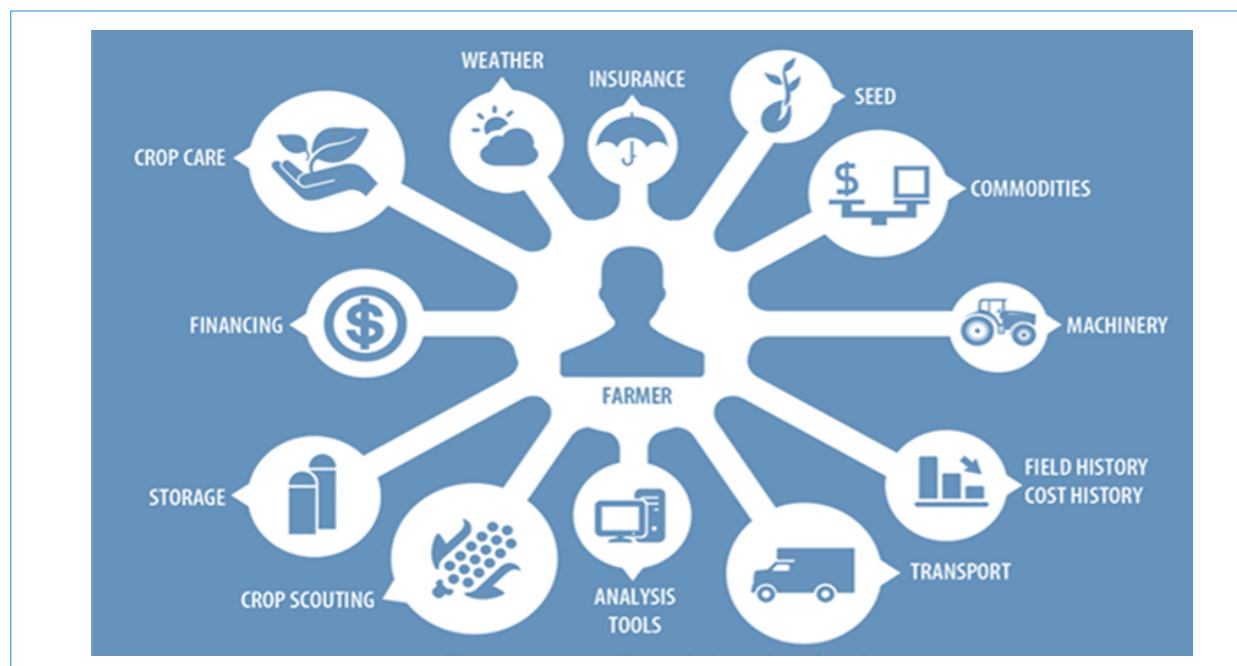 WEATHER
INSURANCE
SEED
CROP CARE
$
COMMODITIES
FINANCING
$
MACHINERY
FARMER
STORAGE
FIELD HISTORY
COST HISTORY
CROP SCOUTING
ANALYSIS
TOOLS
TRANSPORT